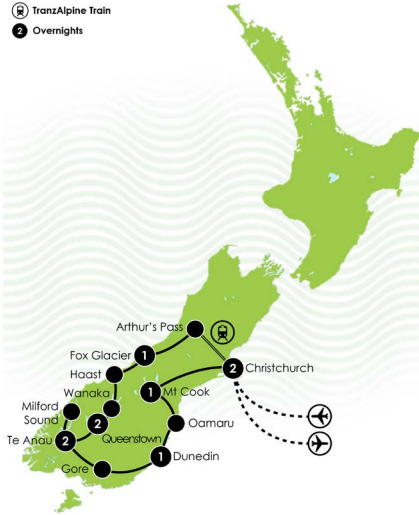 TranzAlpine Train
2 Overnights
Arthur's Pass
Fox Glacier
1
Haast
2
Christchurch
1
Mt Cook
Wanaka
Milford
Sound
2
Queenstown
Oamaru
Te Anau
2
1
Dunedin
Gore